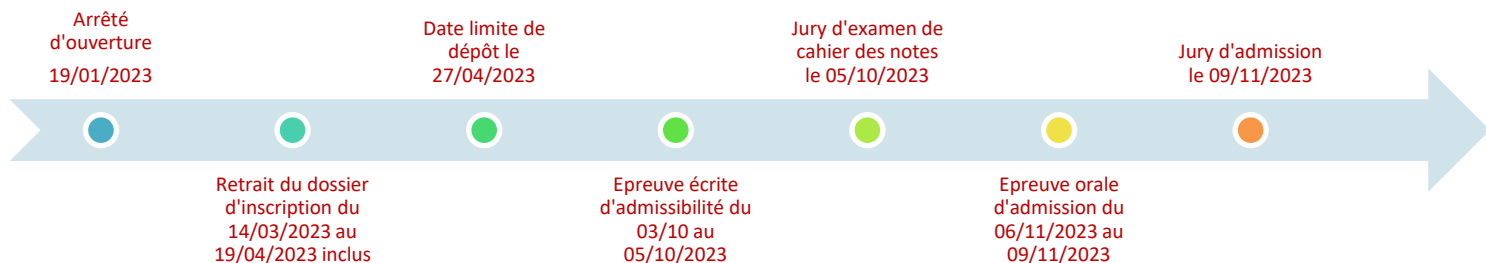 Arrêté
d'ouverture
19/01/2023
Retrait du dossier
d'inscription du
14/03/2023 au
19/04/2023 inclus
Date limite de
dépôt le
27/04/2023
Epreuve écrite
d'admissibilité du
03/10 au
05/10/2023
Jury d'examen de
cahier des notes
le 05/10/2023
Epreuve orale
d'admission du
06/11/2023 au
09/11/2023
Jury d'admission
le 09/11/2023